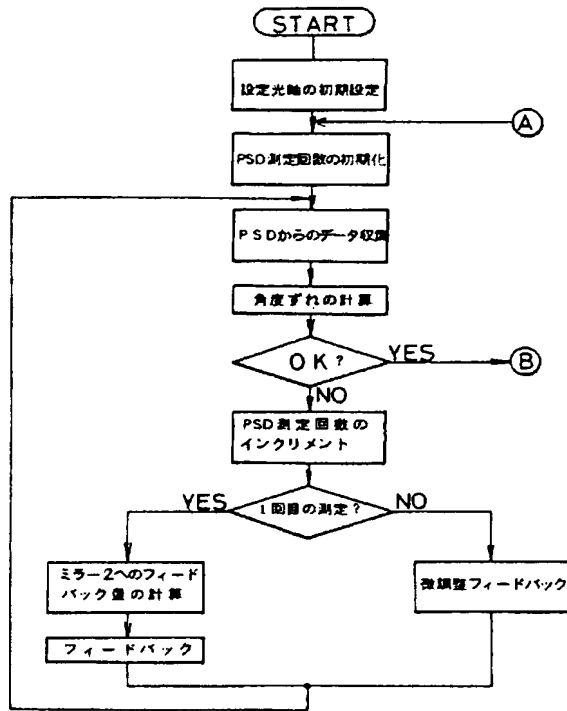 START
設定光軸の初期設定
A
PSD測定回数の初期化
PSDからのデータ収集
角度ずれの計算
OK?
YES
B
NO
PSD測定回数の
インクリメント
YES
1回目の測定?
NO
ミラー2へのフィード
バック量の計算
微調整フィードバック
フィードバック